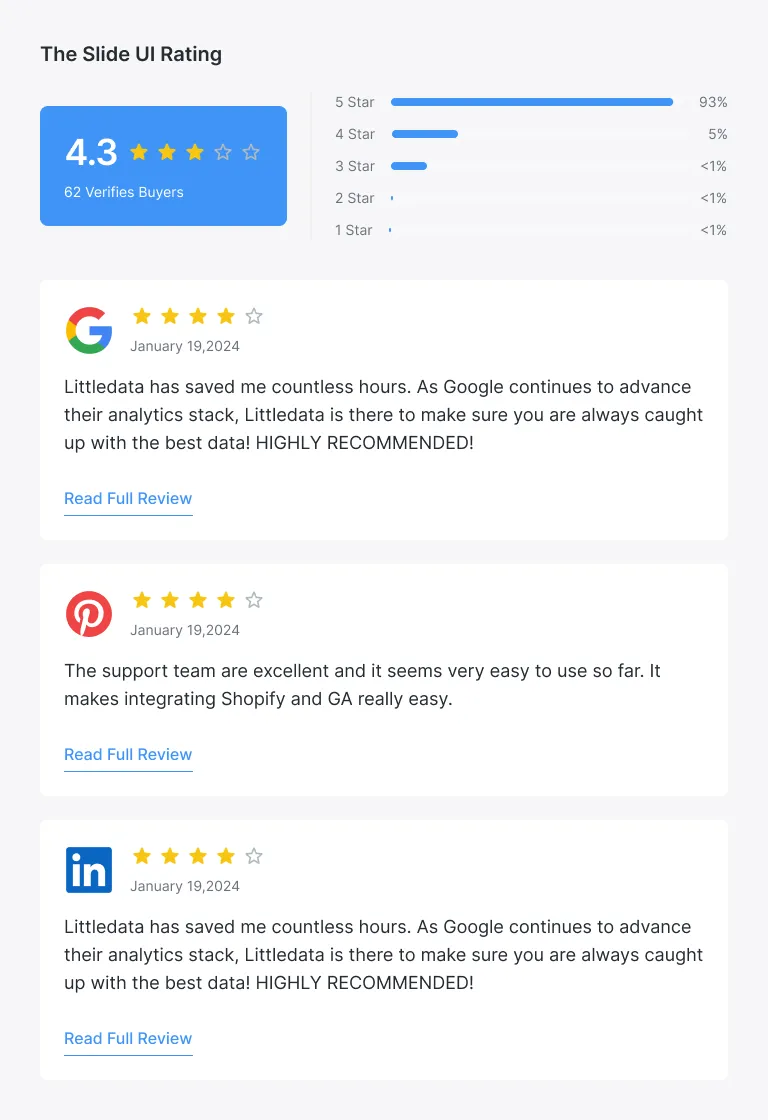 The Slide UI Rating
4.3
62 Verifies Buyers
5 Star 93%
4 Star 5%
3 Star <1%
2 Star <1%
1 Star <1%
January 19,2024
Littledata has saved me countless hours. As Google continues to advance
their analytics stack, Littledata is there to make sure you are always caught
up with the best data! HIGHLY RECOMMENDED!
Read Full Review
January 19,2024
The support team are excellent and it seems very easy to use so far. It
makes integrating Shopify and GA really easy.
Read Full Review
in
January 19,2024
Littledata has saved me countless hours. As Google continues to advance
their analytics stack, Littledata is there to make sure you are always caught
up with the best data! HIGHLY RECOMMENDED!
Read Full Review